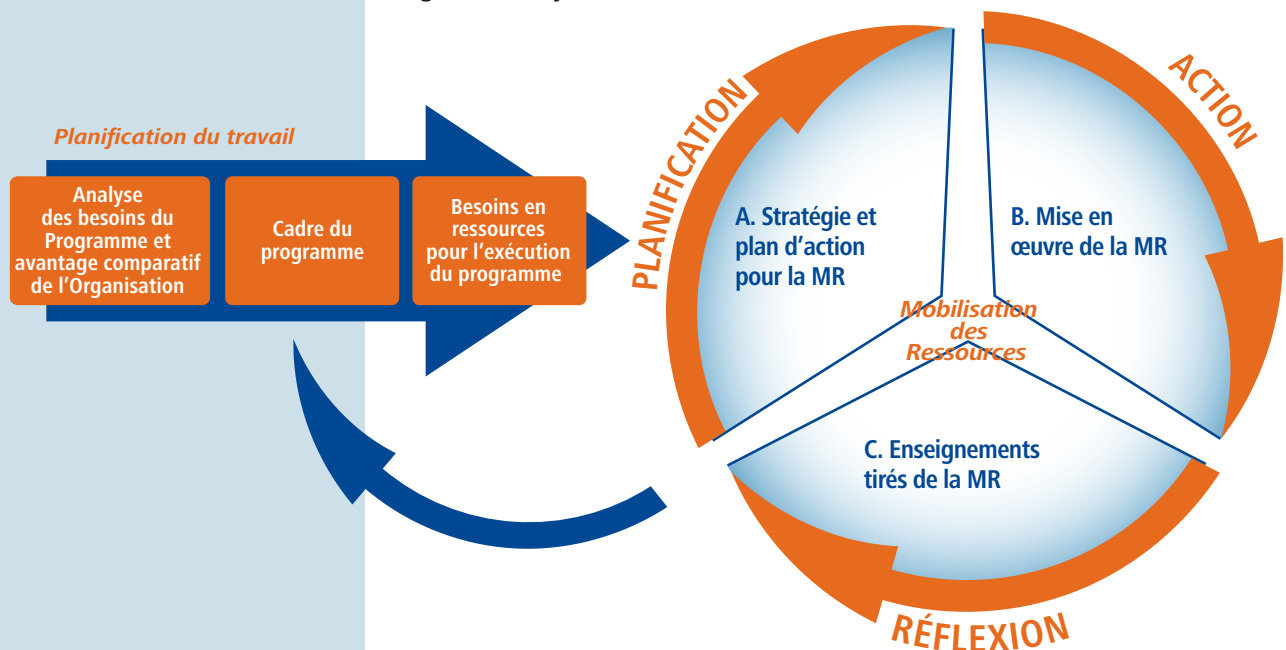 Planification du travail
Analyse
des besoins du
Programme et
avantage comparatif
de l'Organisation
Cadre du
programme
Besoins en
ressources
pour l'exécution
du programme
PLANIFICATION
ACTION
RÉFLEXION
A. Stratégie et
plan d'action
pour la MR
B. Mise en
œuvre de la MR
Mobilisation
des
Ressources
C. Enseignements
tirés de la MR